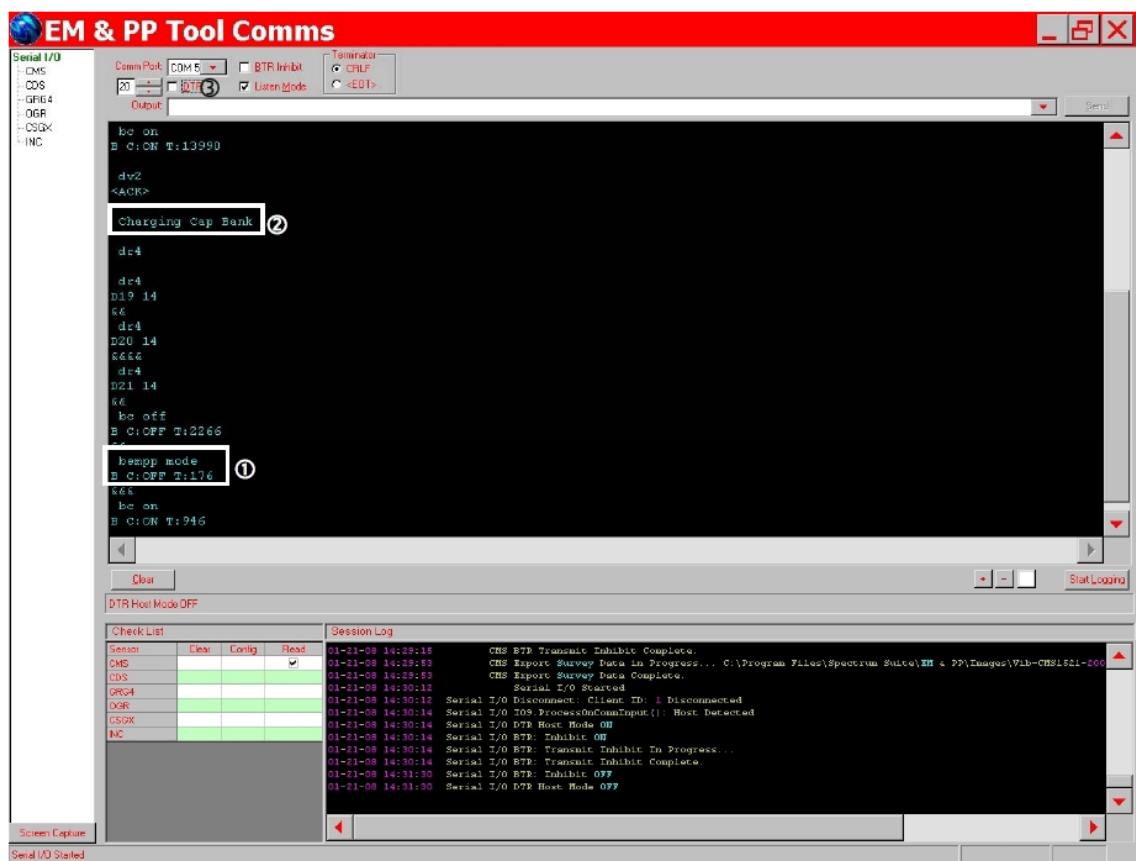 EM & PP Tool Comms
Serial I/O
CMS
CDS
GRG4
OGR
CSGX
INC
Comm Port: COM 5
BTR Inhibit
Terminator
CRLF
20
DTR ③
Listen Mode
<EOT>
Output:
Send
bc on
B C:ON T:13990
dv2
<ACK>
Charging Cap Bank ②
dr4
dr4
D19 14
&&
dr4
D20 14
&&&&
dr4
D21 14
&&
bc off
B C:OFF T:2266
&&
bempp mode ①
B C:OFF T:176
&&&
bc on
B C:ON T:946
Clear
+ -
Start Logging
DTR Host Mode OFF
Check List
Sensor Clear Config Read
CMS
CDS
GRG4
OGR
CSGX
INC
Session Log
01-21-08 14:29:15 CMS BTR Transmit Inhibit Complete.
01-21-08 14:29:53 CMS Export Survey Data in Progress... C:\Program Files\Spectrum Suite\EM & PP\Images\Vib-CMS1521-200
01-21-08 14:29:53 CMS Export Survey Data Complete.
01-21-08 14:30:12 Serial I/O Started
01-21-08 14:30:12 Serial I/O Disconnect: Client ID: 1 Disconnected
01-21-08 14:30:14 Serial I/O IO9.ProcessOnCommInput(): Host Detected
01-21-08 14:30:14 Serial I/O DTR Host Mode ON
01-21-08 14:30:14 Serial I/O BTR: Inhibit ON
01-21-08 14:30:14 Serial I/O BTR: Transmit Inhibit In Progress...
01-21-08 14:30:14 Serial I/O BTR: Transmit Inhibit Complete.
01-21-08 14:31:30 Serial I/O BTR: Inhibit OFF
01-21-08 14:31:30 Serial I/O DTR Host Mode OFF
Screen Capture
Serial I/O Started